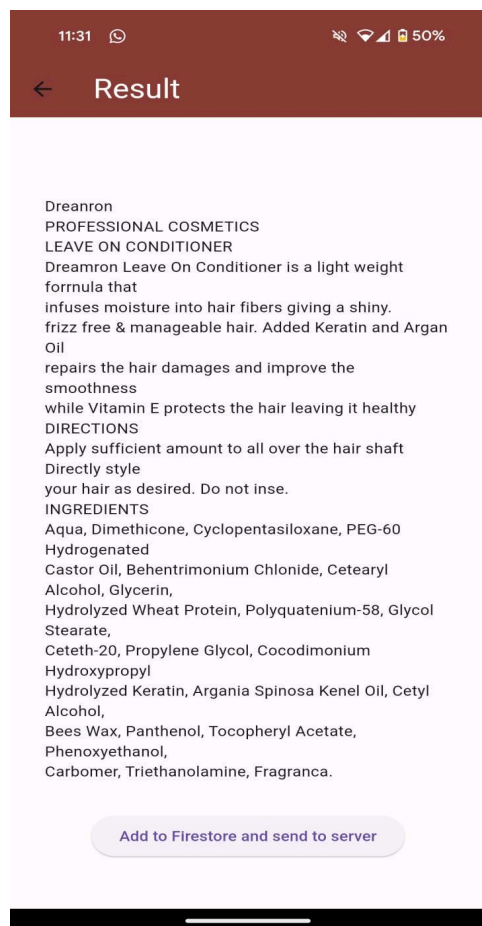 11:31
50%
Result
Dreanron
PROFESSIONAL COSMETICS
LEAVE ON CONDITIONER
Dreamron Leave On Conditioner is a light weight
forrnula that
infuses moisture into hair fibers giving a shiny.
frizz free & manageable hair. Added Keratin and Argan
Oil
repairs the hair damages and improve the
smoothness
while Vitamin E protects the hair leaving it healthy
DIRECTIONS
Apply sufficient amount to all over the hair shaft
Directly style
your hair as desired. Do not inse.
INGREDIENTS
Aqua, Dimethicone, Cyclopentasiloxane, PEG-60
Hydrogenated
Castor Oil, Behentrimonium Chlonide, Cetearyl
Alcohol, Glycerin,
Hydrolyzed Wheat Protein, Polyquatenium-58, Glycol
Stearate,
Ceteth-20, Propylene Glycol, Cocodimonium
Hydroxypropyl
Hydrolyzed Keratin, Argania Spinosa Kenel Oil, Cetyl
Alcohol,
Bees Wax, Panthenol, Tocopheryl Acetate,
Phenoxyethanol,
Carbomer, Triethanolamine, Fragranca.
Add to Firestore and send to server